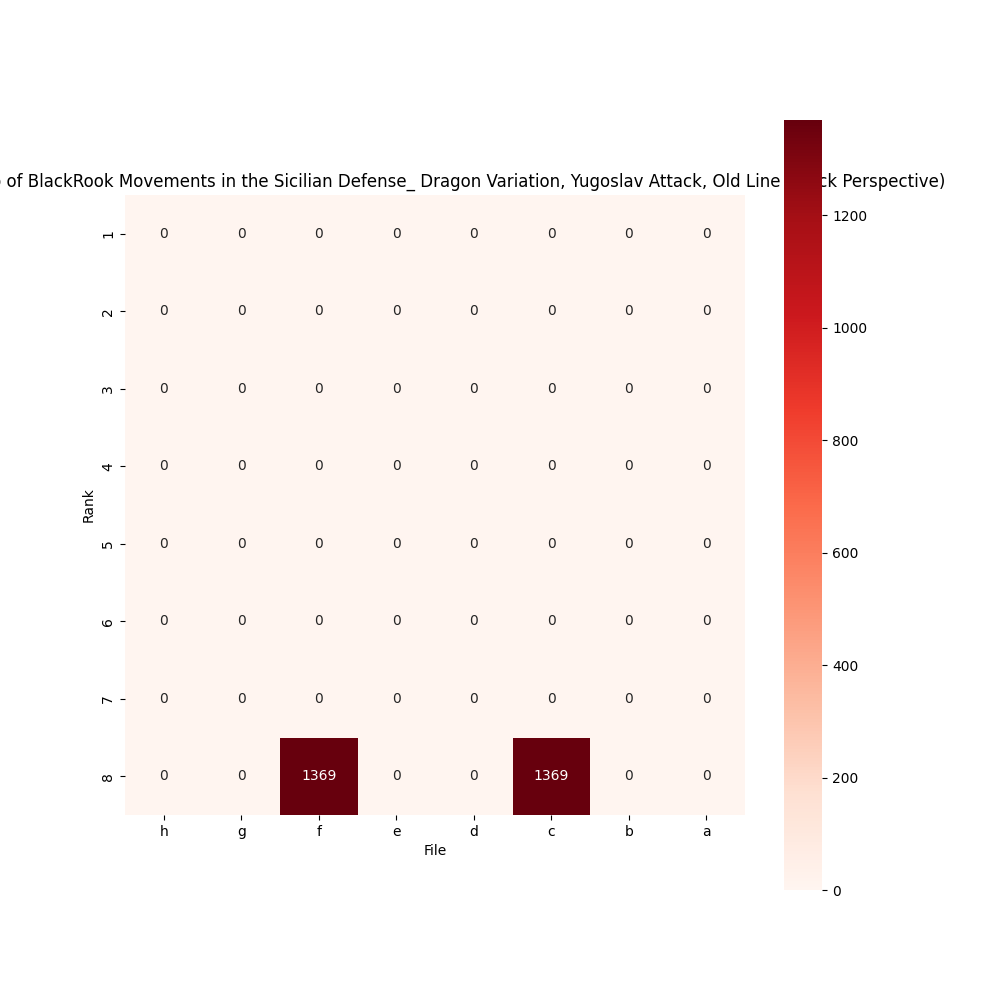 of BlackRook Movements in the Sicilian Defense_ Dragon Variation, Yugoslav Attack, Old Line Perspective)
Rank
1 0 0 0 0 0 0 0 0
2 0 0 0 0 0 0 0 0
3 0 0 0 0 0 0 0 0
4 0 0 0 0 0 0 0 0
5 0 0 0 0 0 0 0 0
6 0 0 0 0 0 0 0 0
7 0 0 0 0 0 0 0 0
8 0 0 1369 0 0 1369 0 0
h g f e d c b a
File
1200
1000
800
600
400
200
0